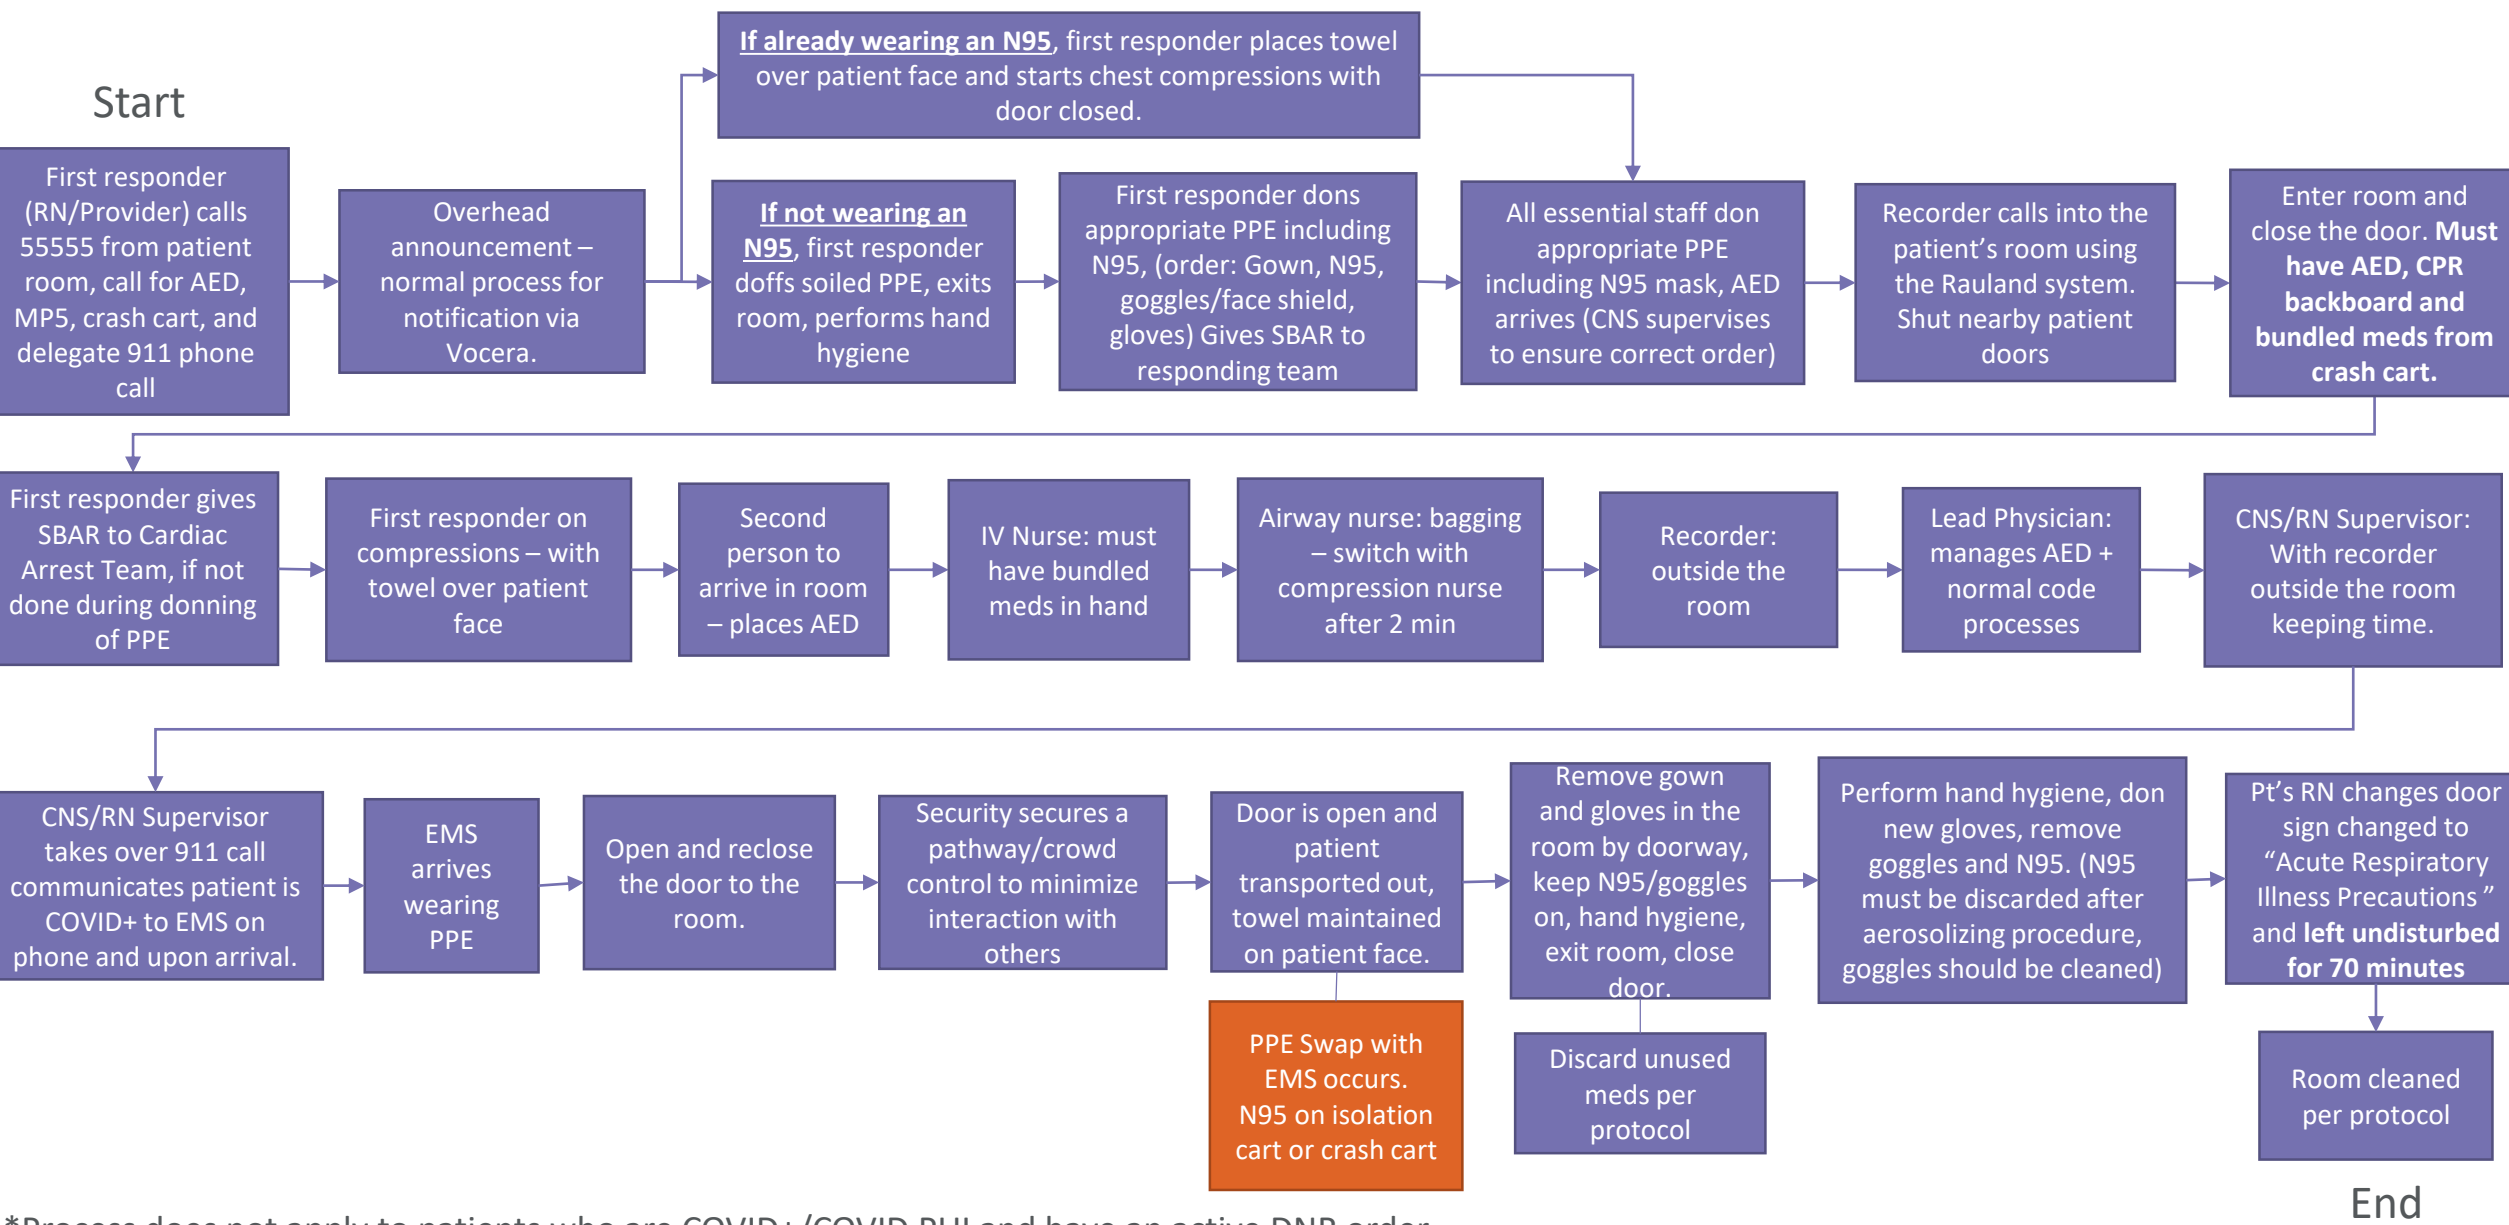 If already wearing an N95, first responder places towel
over patient face and starts chest compressions with
door closed.
Start
First responder
(RN/Provider) calls
55555 from patient
room, call for AED,
MP5, crash cart, and
delegate 911 phone
call
Overhead
announcement –
normal process for
notification via
Vocera.
If not wearing an
N95, first responder
doffs soiled PPE, exits
room, performs hand
hygiene
First responder dons
appropriate PPE including
N95, (order: Gown, N95,
goggles/face shield,
gloves) Gives SBAR to
responding team
All essential staff don
appropriate PPE
including N95 mask, AED
arrives (CNS supervises
to ensure correct order)
Recorder calls into the
patient’s room using
the Rauland system.
Shut nearby patient
doors
Enter room and
close the door. Must
have AED, CPR
backboard and
bundled meds from
crash cart.
First responder gives
SBAR to Cardiac
Arrest Team, if not
done during donning
of PPE
First responder on
compressions – with
towel over patient
face
Second
person to
arrive in room
– places AED
IV Nurse: must
have bundled
meds in hand
Airway nurse: bagging
– switch with
compression nurse
after 2 min
Recorder:
outside the
room
Lead Physician:
manages AED +
normal code
processes
CNS/RN Supervisor:
With recorder
outside the room
keeping time.
CNS/RN Supervisor
takes over 911 call
communicates patient is
COVID+ to EMS on
phone and upon arrival.
EMS
arrives
wearing
PPE
Open and reclose
the door to the
room.
Security secures a
pathway/crowd
control to minimize
interaction with
others
Door is open and
patient
transported out,
towel maintained
on patient face.
Remove gown
and gloves in the
room by doorway,
keep N95/goggles
on, hand hygiene,
exit room, close
door.
Perform hand hygiene, don
new gloves, remove
goggles and N95. (N95
must be discarded after
aerosolizing procedure,
goggles should be cleaned)
Pt’s RN changes door
sign changed to
“Acute Respiratory
Illness Precautions ”
and left undisturbed
for 70 minutes
PPE Swap with
EMS occurs.
N95 on isolation
cart or crash cart
Discard unused
meds per
protocol
Room cleaned
per protocol
End
*Process does not apply to patients who are COVID+/COVID PUI and have an active DNR order